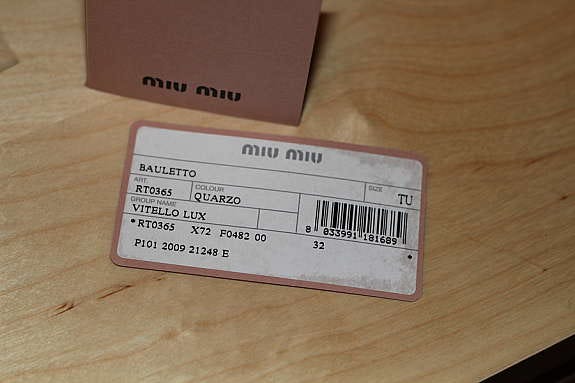 miu miu
miu miu
BAULETTO
ART. COLOUR SIZE
RT0365 QUARZO TU
GROUP NAME
VITELLO LUX
*RT0365 X72 F0482 00
8 033991 181689
32 *
P101 2009 21248 E